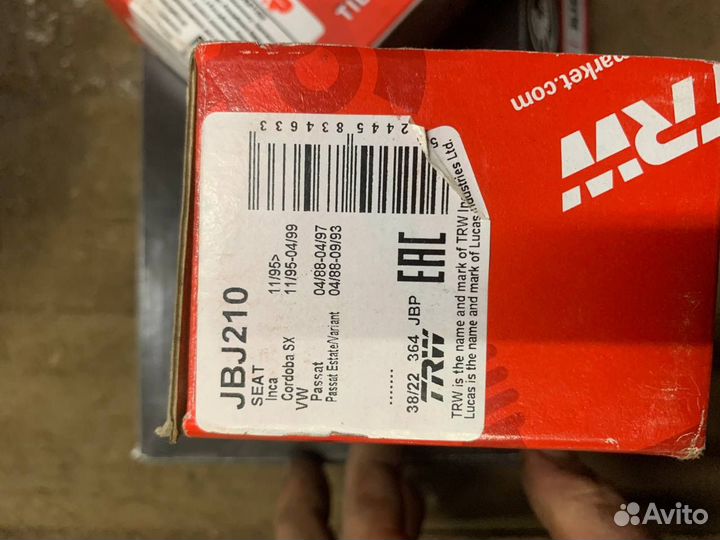 JBJ210
SEAT
Inca 11/95>
Cordoba SX 11/95-04/99
VW
Passat 04/88-04/97
Passat Estate/Variant 04/88-09/93
5
2445834633
.......
38/22 364 JBP
TRW
EAC
TRW is the name and mark of TRW
Lucas is the name and mark of Lucas Industries Ltd.
TRW
market.com
Avito